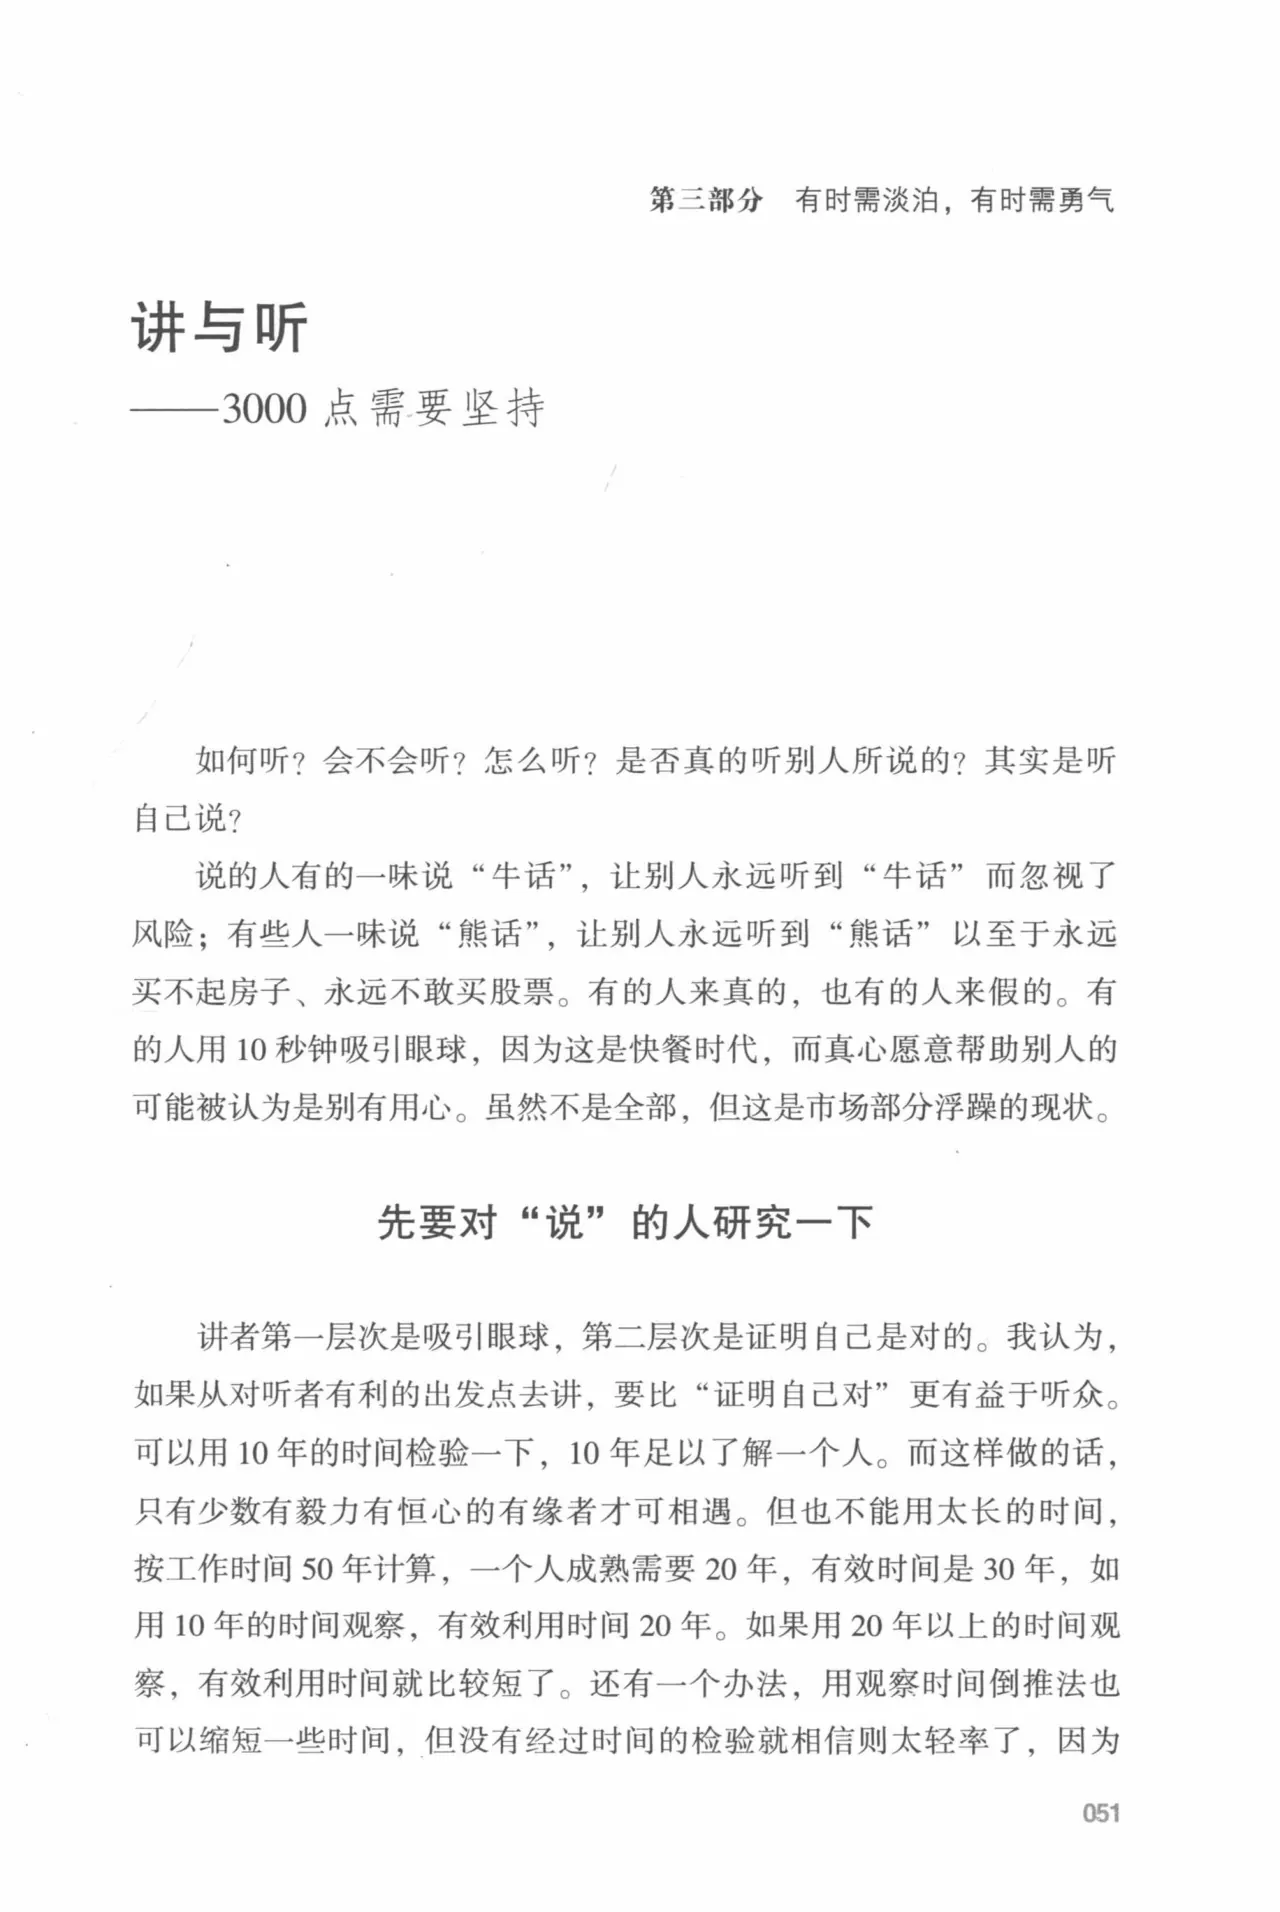 第三部分 有时需淡泊，有时需勇气
讲与听
——3000 点需要坚持
如何听？会不会听？怎么听？是否真的听别人所说的？其实是听
自己说？
说的人有的一味说“牛话”，让别人永远听到“牛话”而忽视了
风险；有些人一味说“熊话”，让别人永远听到“熊话”以至于永远
买不起房子、永远不敢买股票。有的人来真的，也有的人来假的。有
的人用 10 秒钟吸引眼球，因为这是快餐时代，而真心愿意帮助别人的
可能被认为是别有用心。虽然不是全部，但这是市场部分浮躁的现状。
先要对“说”的人研究一下
讲者第一层次是吸引眼球，第二层次是证明自己是对的。我认为，
如果从对听者有利的出发点去讲，要比“证明自己对”更有益于听众。
可以用 10 年的时间检验一下，10 年足以了解一个人。而这样做的话，
只有少数有毅力有恒心的有缘者才可相遇。但也不能用太长的时间，
按工作时间 50 年计算，一个人成熟需要 20 年，有效时间是 30 年，如
用 10 年的时间观察，有效利用时间 20 年。如果用 20 年以上的时间观
察，有效利用时间就比较短了。还有一个办法，用观察时间倒推法也
可以缩短一些时间，但没有经过时间的检验就相信则太轻率了，因为
051